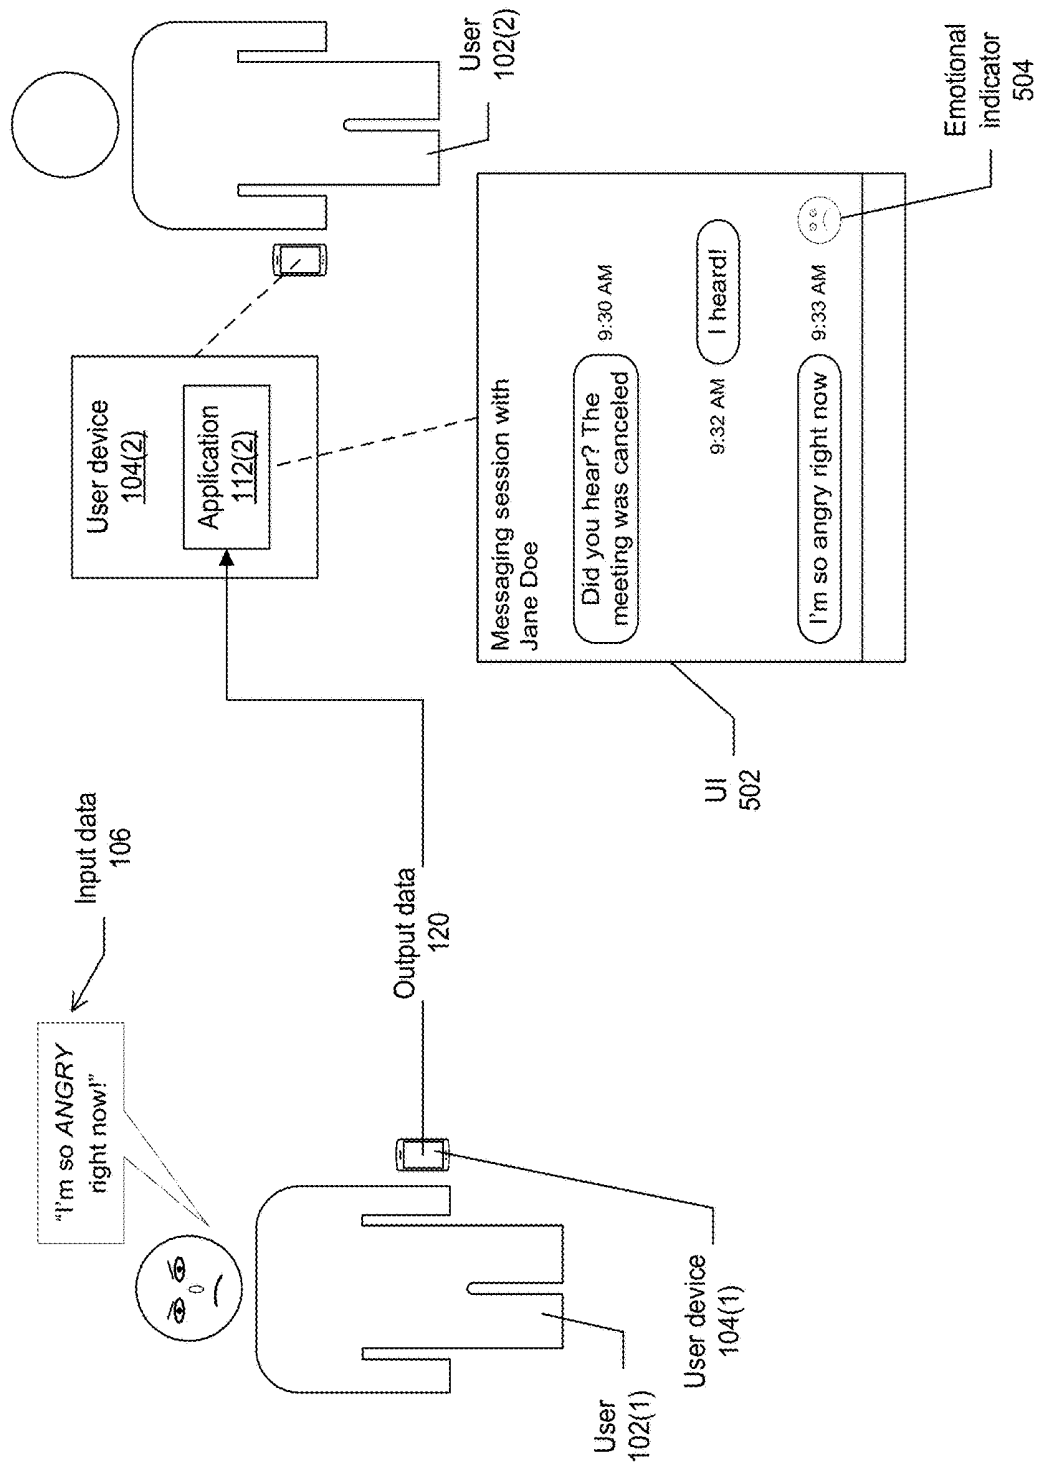 "I'm so ANGRY
right now!"
Input data
106
User
102(1)
User device
104(1)
Output data
120
User device
104(2)
Application
112(2)
User
102(2)
UI
502
Messaging session with
Jane Doe
Did you hear? The
meeting was canceled
9:30 AM
9:32 AM
I heard!
I'm so angry right now
9:33 AM
Emotional
indicator
504